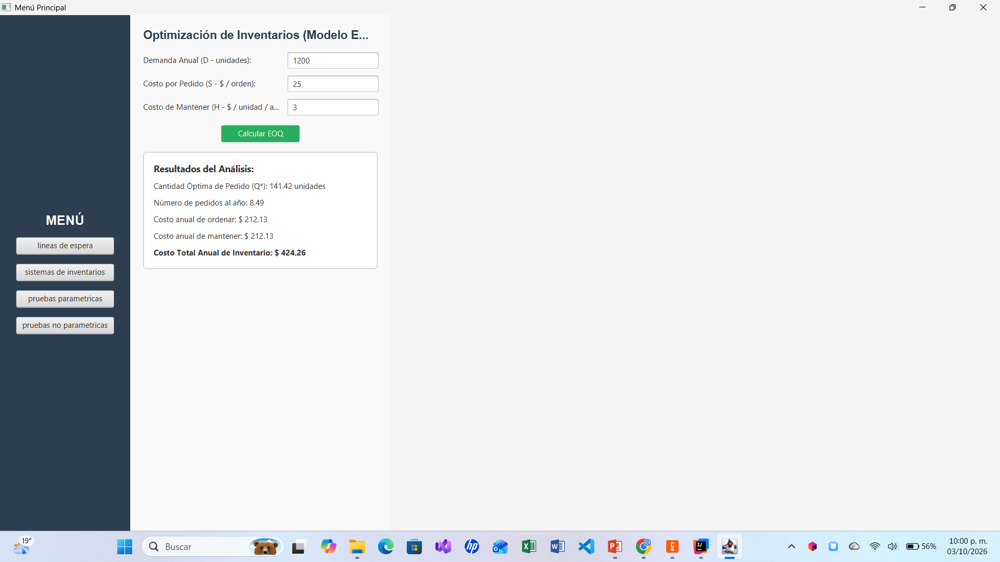 Menú Principal
Optimización de Inventarios (Modelo E...
Demanda Anual (D - unidades):
1200
Costo por Pedido (S - $ / orden):
25
Costo de Mantener (H - $ / unidad / a...
3
Calcular EOQ
Resultados del Análisis:
Cantidad Óptima de Pedido (Q*): 141.42 unidades
Número de pedidos al año: 8.49
Costo anual de ordenar: $ 212.13
Costo anual de mantener: $ 212.13
Costo Total Anual de Inventario: $ 424.26
MENÚ
lineas de espera
sistemas de inventarios
pruebas parametricas
pruebas no parametricas
19°
Buscar
56%
10:00 p. m.
03/10/2026